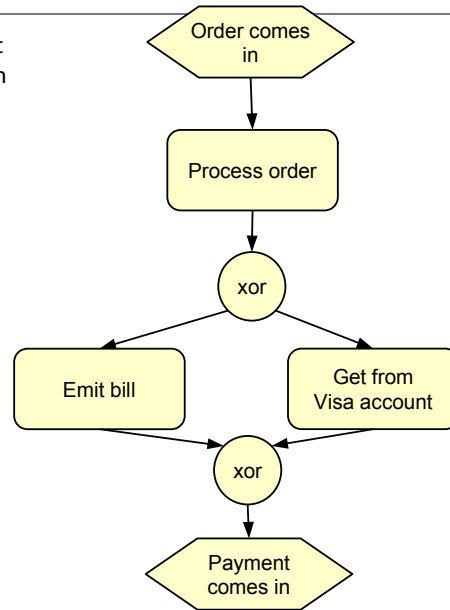 Order comes
in
Process order
xor
Emit bill
Get from
Visa account
xor
Payment
comes in